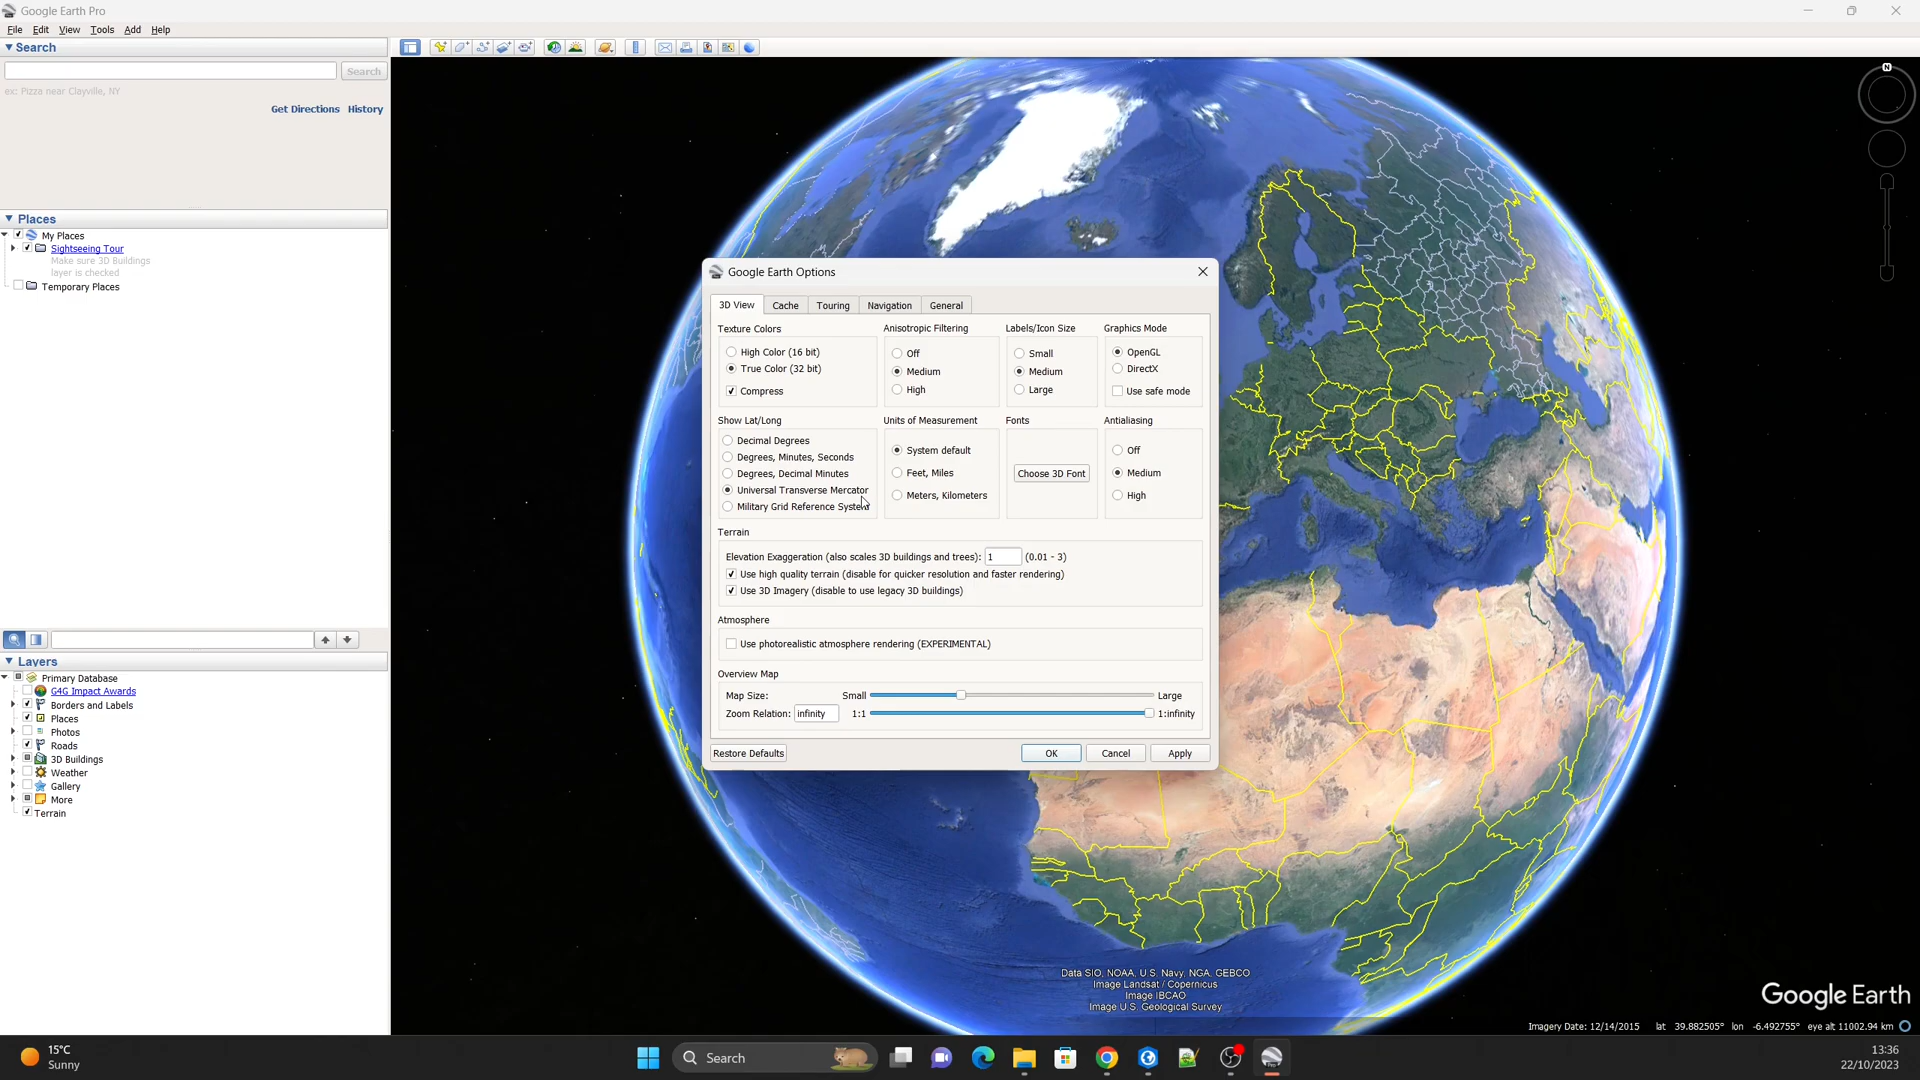 Google Earth Pro
File Edit View Tools Add Help
Search
Search
ex: Pizza near Clayville, NY
Get Directions History
Places
My Places
Sightseeing Tour
Make sure 3D Buildings
layer is checked
Temporary Places
Layers
Primary Database
G4G Impact Awards
Borders and Labels
Places
Photos
Roads
3D Buildings
Weather
Gallery
More
Terrain
N
Google Earth Options
3D View Cache Touring Navigation General
Texture Colors
High Color (16 bit)
True Color (32 bit)
Compress
Anisotropic Filtering
Off
Medium
High
Labels/Icon Size
Small
Medium
Large
Graphics Mode
OpenGL
DirectX
Use safe mode
Show Lat/Long
Decimal Degrees
Degrees, Minutes, Seconds
Degrees, Decimal Minutes
Universal Transverse Mercator
Military Grid Reference System
Units of Measurement
System default
Feet, Miles
Meters, Kilometers
Fonts
Choose 3D Font
Antialiasing
Off
Medium
High
Terrain
Elevation Exaggeration (also scales 3D buildings and trees): 1 (0.01 - 3)
Use high quality terrain (disable for quicker resolution and faster rendering)
Use 3D Imagery (disable to use legacy 3D buildings)
Atmosphere
Use photorealistic atmosphere rendering (EXPERIMENTAL)
Overview Map
Map Size: Small Large
Zoom Relation: infinity 1:1 1:infinity
Restore Defaults OK Cancel Apply
Data SIO, NOAA, U.S. Navy, NGA, GEBCO
Image Landsat / Copernicus
Image IBCAO
Image U.S. Geological Survey
Google Earth
Imagery Date: 12/14/2015 lat 39.882505° lon -6.492755° eye alt 11002.94 km
15°C
Sunny
Search
13:36
22/10/2023